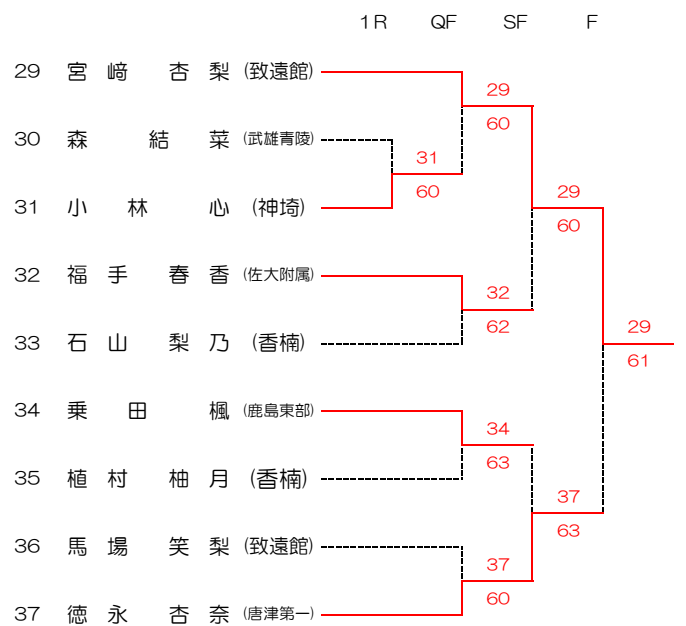 1R QF SF F
29 宮﨑 杏梨 (致遠館)
29
60
30 森 結菜 (武雄青陵)
31
60
29
60
31 小林 心 (神埼)
32 福手 春香 (佐大附属)
32
62
29
61
33 石山 梨乃 (香楠)
34 乗田 楓 (鹿島東部)
34
63
35 植村 柚月 (香楠)
37
63
36 馬場 笑梨 (致遠館)
37
60
37 徳永 杏奈 (唐津第一)